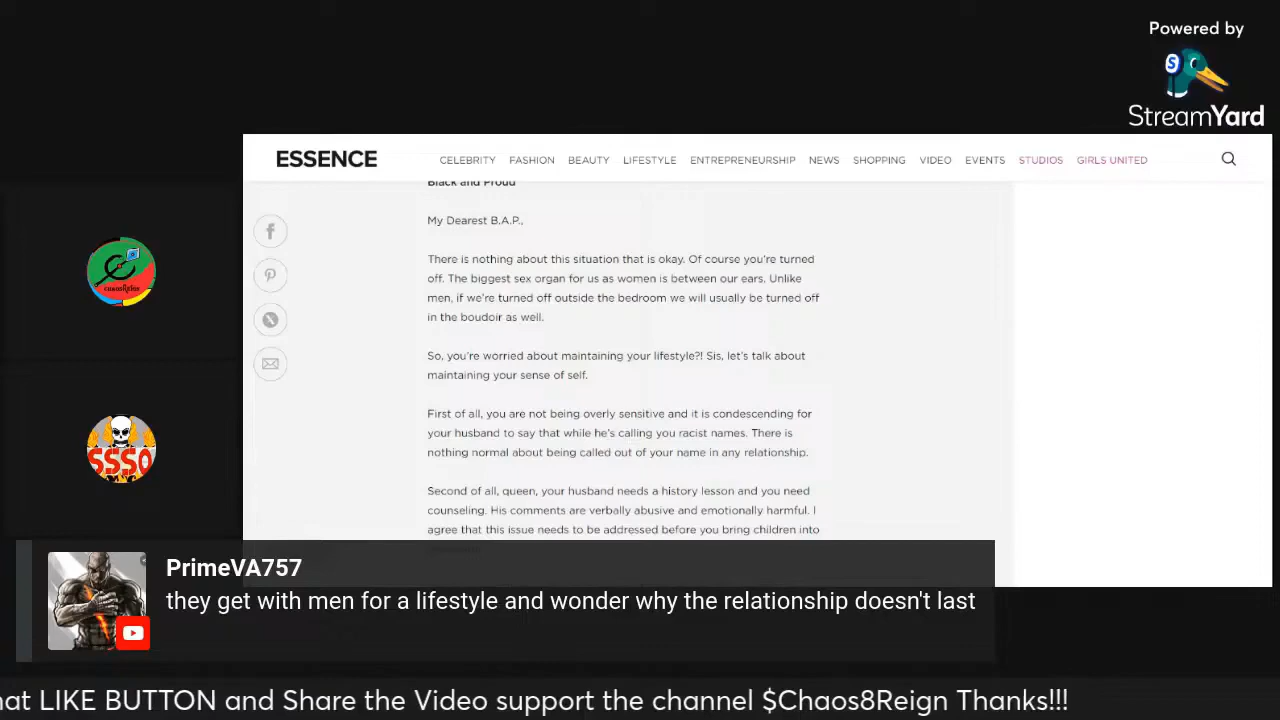 Powered by
StreamYard
ESSENCE
CELEBRITY FASHION BEAUTY LIFESTYLE ENTREPRENEURSHIP NEWS SHOPPING VIDEO EVENTS STUDIOS GIRLS UNITED
Black and Proud
My Dearest B.A.P.,
There is nothing about this situation that is okay. Of course you're turned
off. The biggest sex organ for us as women is between our ears. Unlike
men, if we're turned off outside the bedroom we will usually be turned off
in the boudoir as well.
So, you're worried about maintaining your lifestyle?! Sis, let's talk about
maintaining your sense of self.
First of all, you are not being overly sensitive and it is condescending for
your husband to say that while he's calling you racist names. There is
nothing normal about being called out of your name in any relationship.
Second of all, queen, your husband needs a history lesson and you need
counseling. His comments are verbally abusive and emotionally harmful. I
agree that this issue needs to be addressed before you bring children into
SSSO
PrimeVA757
they get with men for a lifestyle and wonder why the relationship doesn't last
hat LIKE BUTTON and Share the Video support the channel $Chaos8Reign Thanks!!!